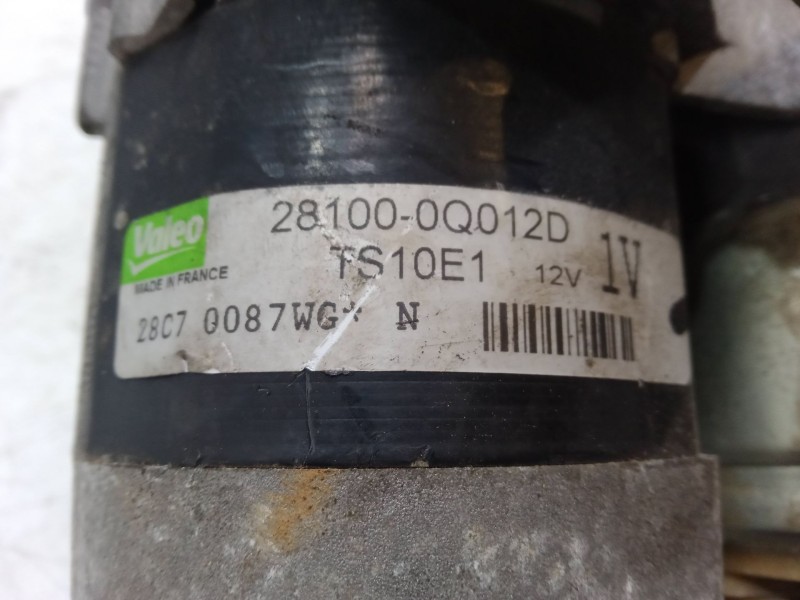 Valeo
MADE IN FRANCE
28100-0Q012D
TS10E1 12V 1V
28C7 0087WG* N